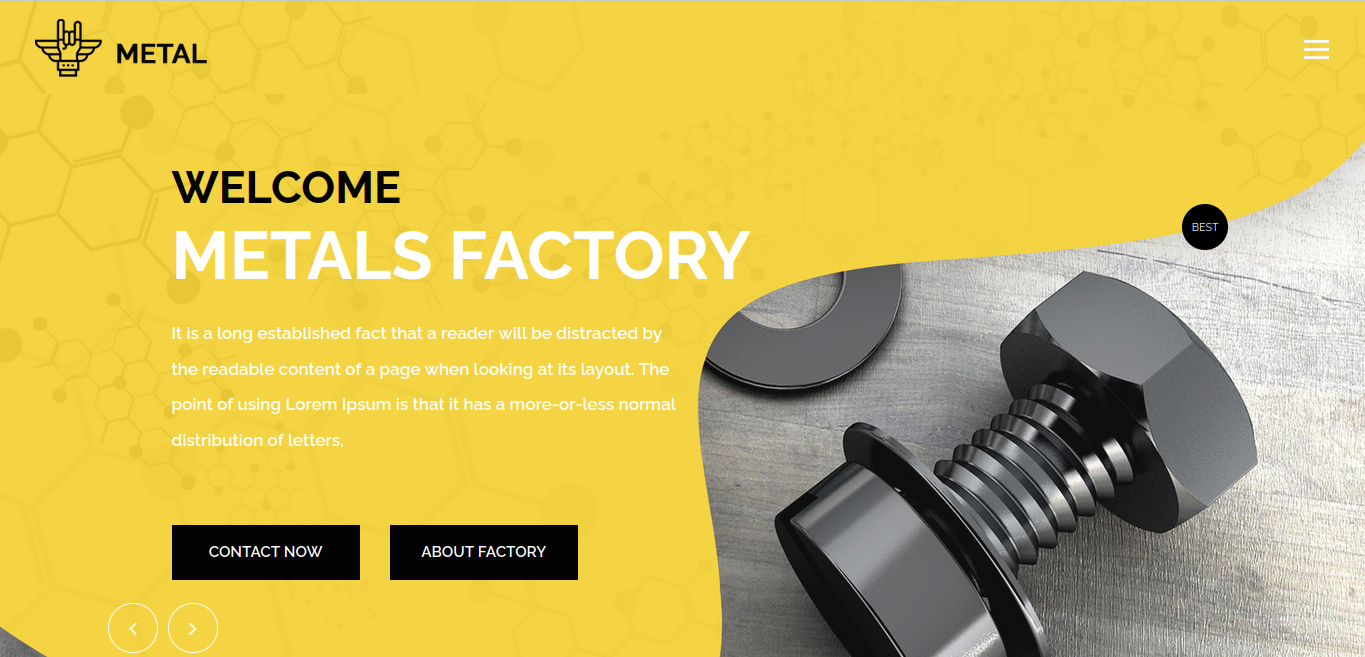 METAL
WELCOME
METALS FACTORY
BEST
It is a long established fact that a reader will be distracted by
the readable content of a page when looking at its layout. The
point of using Lorem Ipsum is that it has a more-or-less normal
distribution of letters,
CONTACT NOW
ABOUT FACTORY